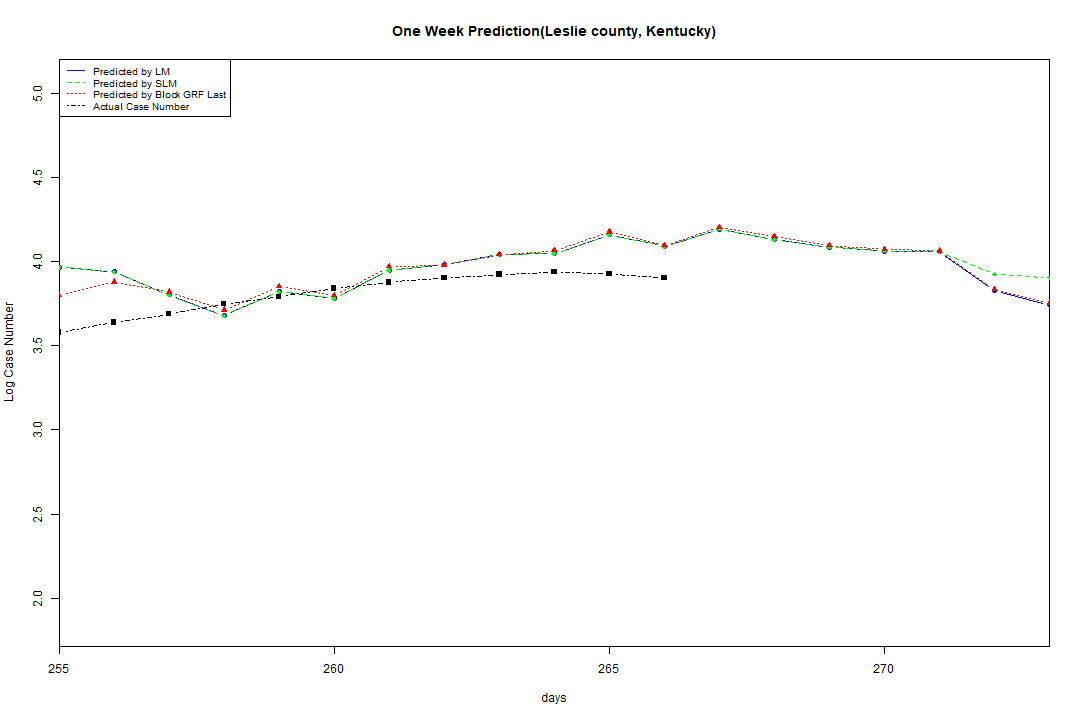 One Week Prediction(Leslie county, Kentucky)
Predicted by LM
Predicted by SLM
Predicted by Block GRF Last
Actual Case Number
5.0
4.5
4.0
3.5
3.0
2.5
2.0
Log Case Number
255 260 265 270
days